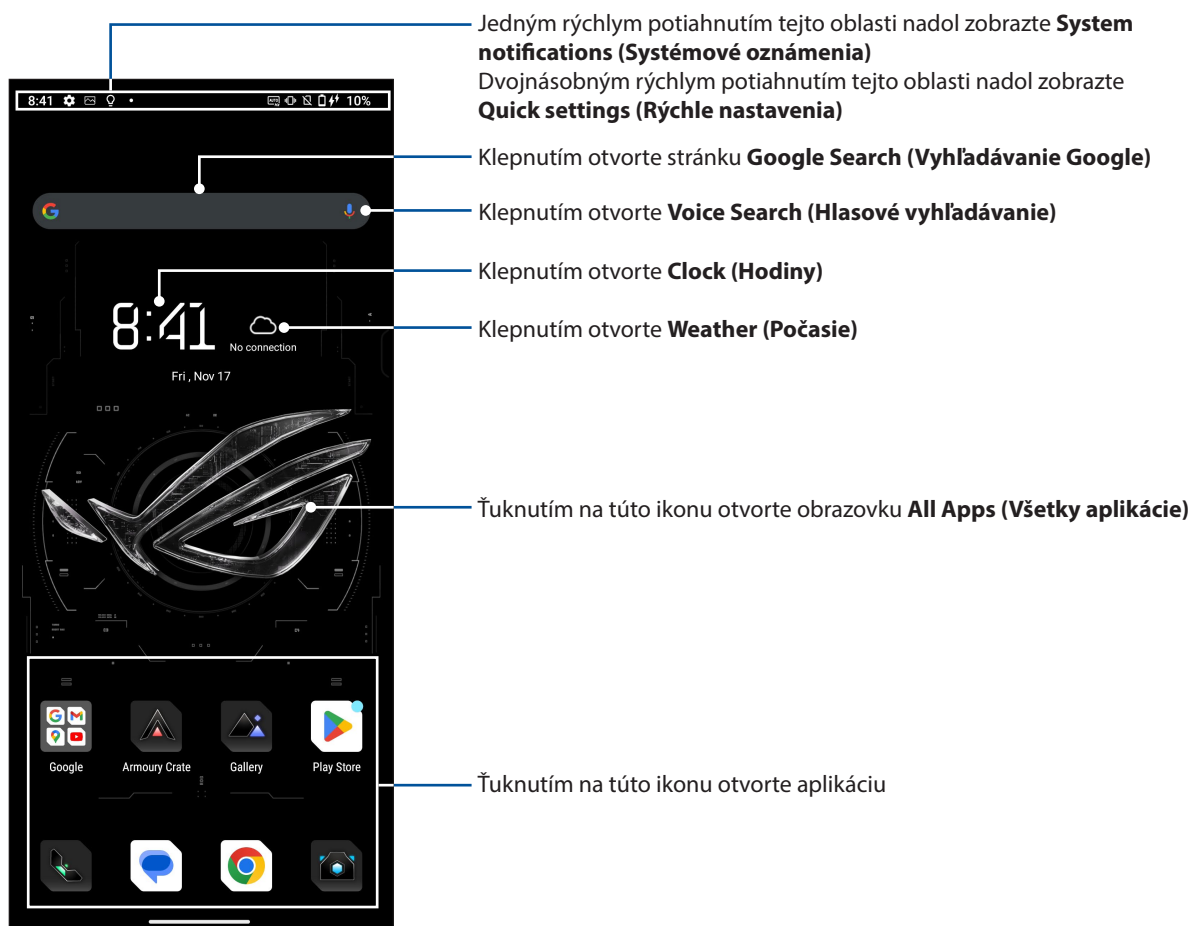 Jedným rýchlym potiahnutím tejto oblasti nadol zobrazte System
notifications (Systémové oznámenia)
Dvojnásobným rýchlym potiahnutím tejto oblasti nadol zobrazte
Quick settings (Rýchle nastavenia)
8:41 10%
Klepnutím otvorte stránku Google Search (Vyhľadávanie Google)
Klepnutím otvorte Voice Search (Hlasové vyhľadávanie)
Klepnutím otvorte Clock (Hodiny)
8:41
No connection
Klepnutím otvorte Weather (Počasie)
Fri , Nov 17
Ťuknutím na túto ikonu otvorte obrazovku All Apps (Všetky aplikácie)
Google Armoury Crate Gallery Play Store
Ťuknutím na túto ikonu otvorte aplikáciu